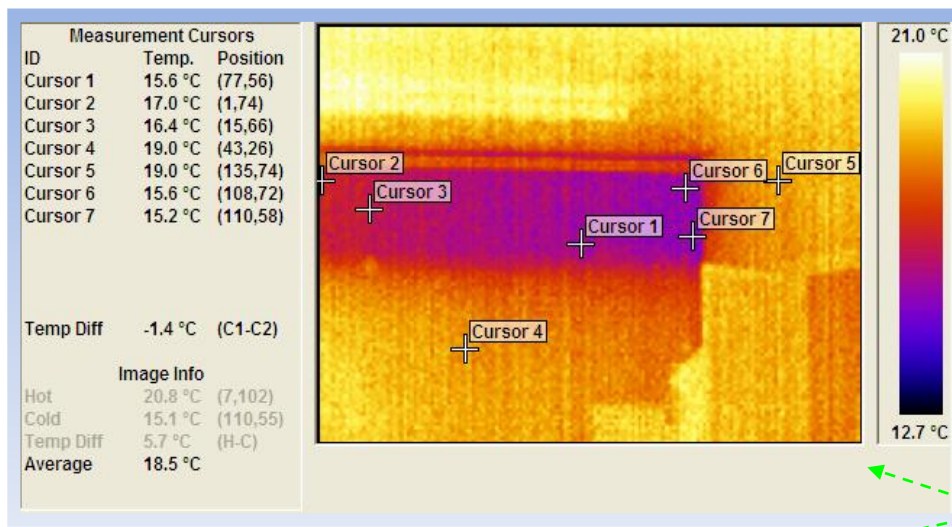 Measurement Cursors
ID Temp. Position
Cursor 1 15.6 °C (77,56)
Cursor 2 17.0 °C (1,74)
Cursor 3 16.4 °C (15,66)
Cursor 4 19.0 °C (43,26)
Cursor 5 19.0 °C (135,74)
Cursor 6 15.6 °C (108,72)
Cursor 7 15.2 °C (110,58)
Temp Diff -1.4 °C (C1-C2)
Image Info
Hot 20.8 °C (7,102)
Cold 15.1 °C (110,55)
Temp Diff 5.7 °C (H-C)
Average 18.5 °C
Cursor 2
Cursor 5
Cursor 6
Cursor 3
Cursor 7
Cursor 1
Cursor 4
21.0 °C
12.7 °C